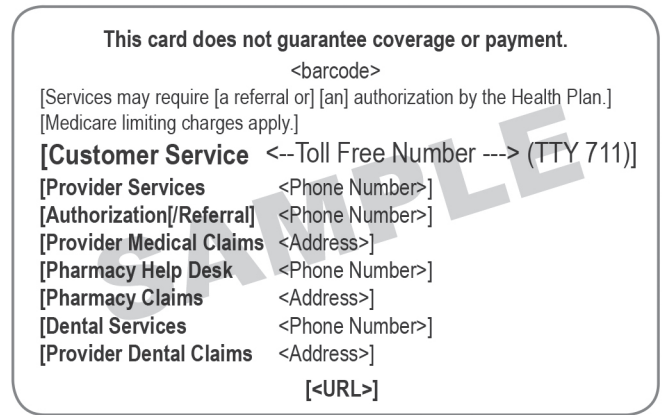 This card does not guarantee coverage or payment.
<barcode>
[Services may require [a referral or] [an] authorization by the Health Plan.]
[Medicare limiting charges apply.]
[Customer Service <--Toll Free Number ---> (TTY 711)]
[Provider Services <Phone Number>]
[Authorization[/Referral] <Phone Number>]
[Provider Medical Claims <Address>]
[Pharmacy Help Desk <Phone Number>]
[Pharmacy Claims <Address>]
[Dental Services <Phone Number>]
[Provider Dental Claims <Address>]
[<URL>]
SAMPLE